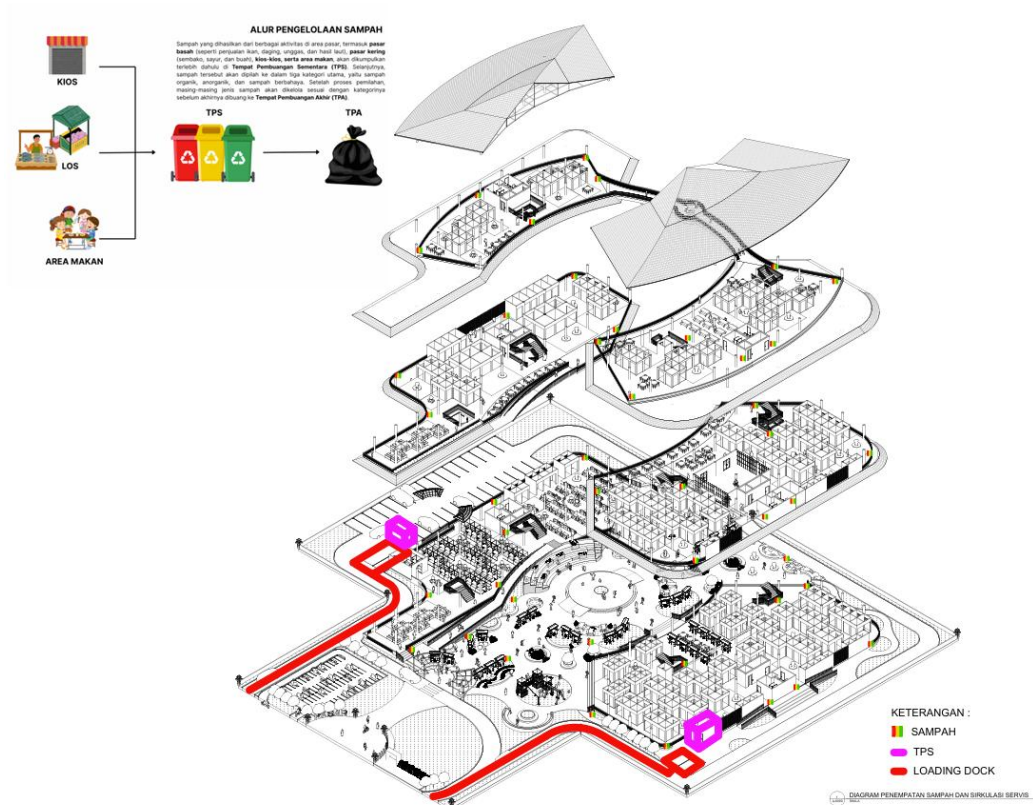 ALUR PENGELOLAAN SAMPAH
Sampah yang dihasilkan dari berbagai aktivitas di area pasar, termasuk pasar
basah (seperti penjualan ikan, daging, unggas, dan hasil laut), pasar kering
(sembako, sayur, dan buah), kios-kios, serta area makan, akan dikumpulkan
terlebih dahulu di Tempat Pembuangan Sementara (TPS). Selanjutnya,
sampah tersebut akan dipilah ke dalam tiga kategori utama, yaitu sampah
organik, anorganik, dan sampah berbahaya. Setelah proses pemilahan,
masing-masing jenis sampah akan dikelola sesuai dengan kategorinya
sebelum akhirnya dibuang ke Tempat Pembuangan Akhir (TPA).
KIOS
LOS
AREA MAKAN
TPS
TPA
KETERANGAN :
SAMPAH
TPS
LOADING DOCK
DIAGRAM PENEMPATAN SAMPAH DAN SIRKULASI SERVIS